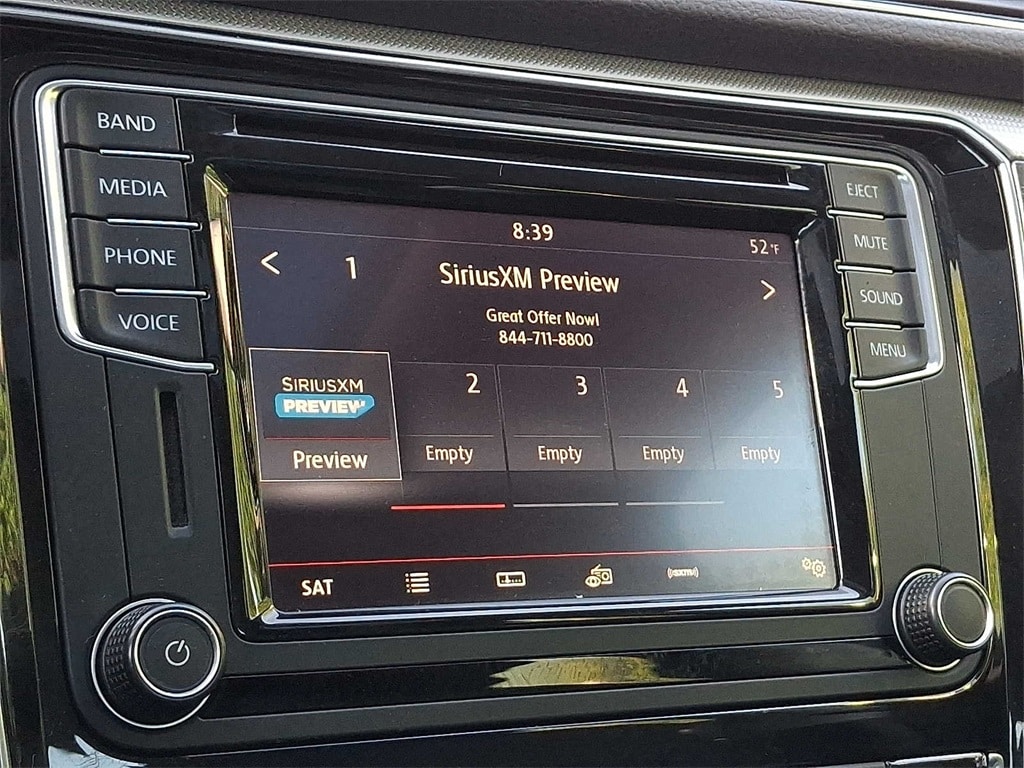 BAND
MEDIA
PHONE
VOICE
EJECT
MUTE
SOUND
MENU
8:39
52°F
< 1 SiriusXM Preview >
Great Offer Now!
844-711-8800
SIRIUSXM
PREVIEW
Preview
2
Empty
3
Empty
4
Empty
5
Empty
SAT
((SXM))